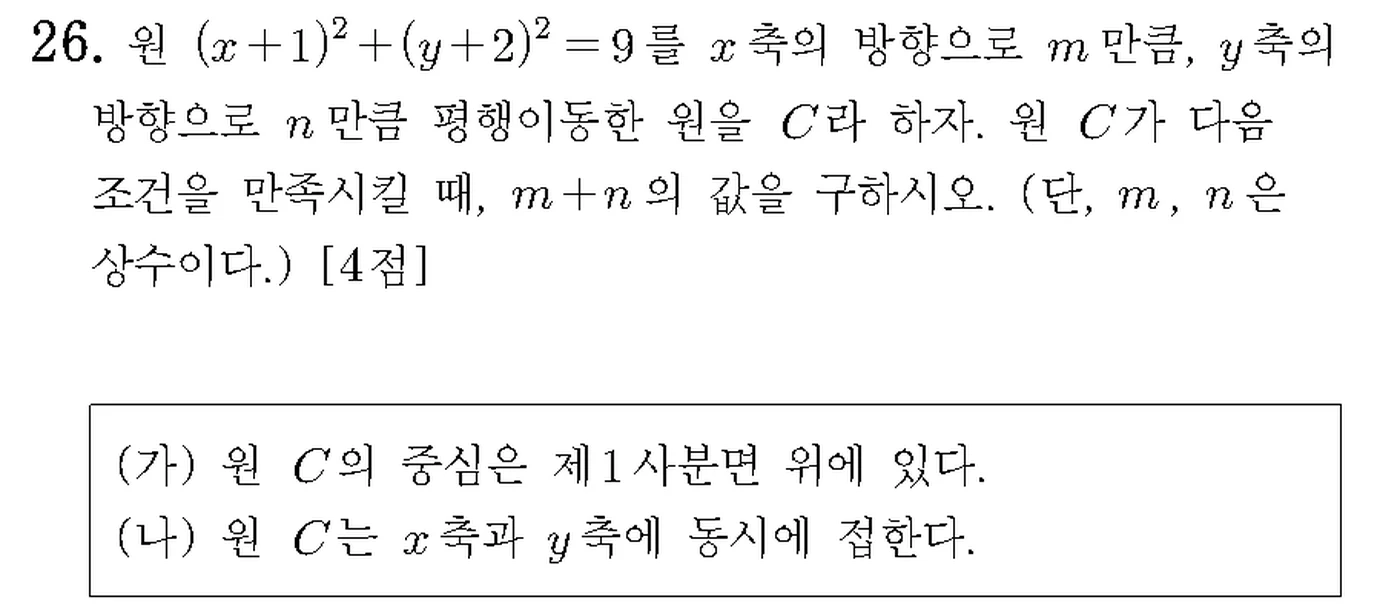 26. 원 (x+1)²+(y+2)²=9를 x축의 방향으로 m만큼, y축의
방향으로 n만큼 평행이동한 원을 C라 하자. 원 C가 다음
조건을 만족시킬 때, m+n의 값을 구하시오. (단, m, n은
상수이다.) [4점]
(가) 원 C의 중심은 제1사분면 위에 있다.
(나) 원 C는 x축과 y축에 동시에 접한다.